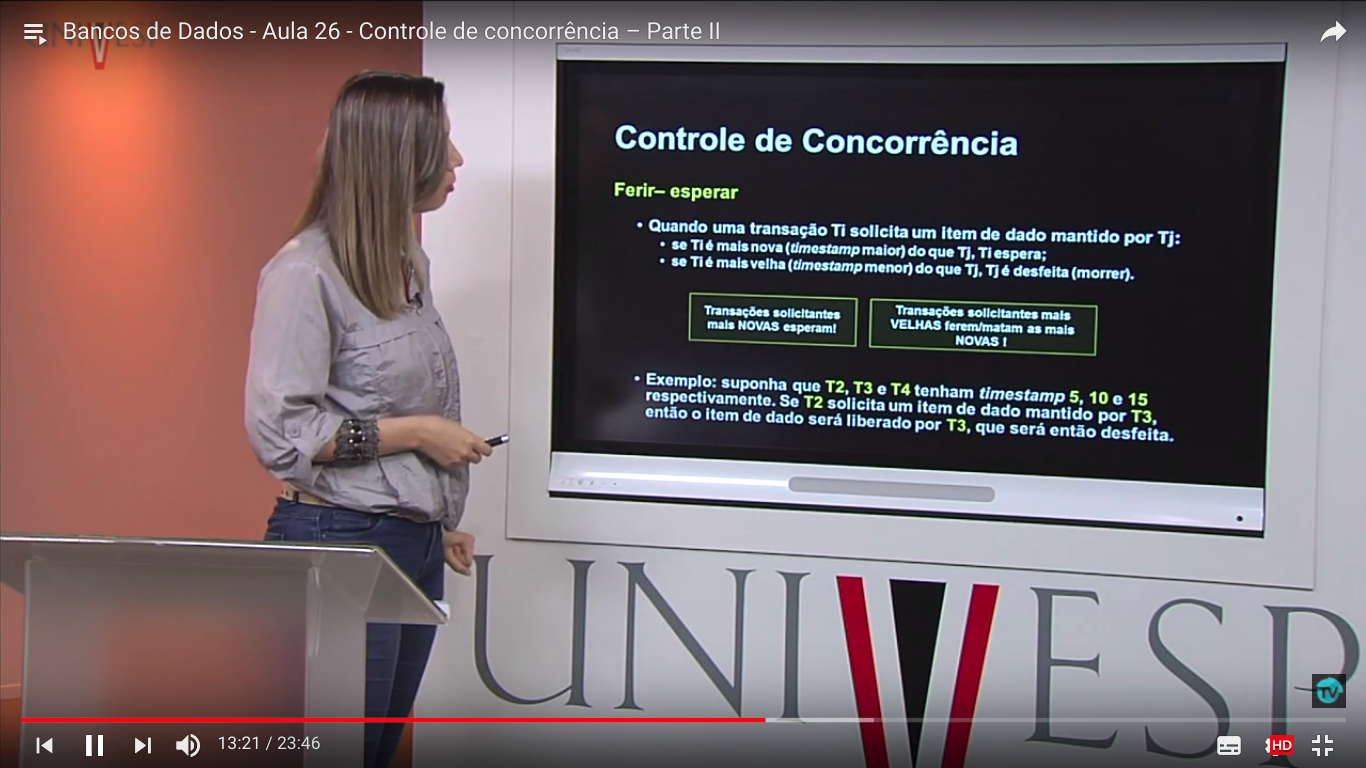 Bancos de Dados - Aula 26 - Controle de concorrência – Parte II
UNIVESP
Controle de Concorrência
Ferir– esperar
• Quando uma transação Ti solicita um item de dado mantido por Tj:
• se Ti é mais nova (timestamp maior) do que Tj, Ti espera;
• se Ti é mais velha (timestamp menor) do que Tj, Tj é desfeita (morrer).
Transações solicitantes
mais NOVAS esperam!
Transações solicitantes mais
VELHAS ferem/matam as mais
NOVAS !
• Exemplo: suponha que T2, T3 e T4 tenham timestamp 5, 10 e 15
respectivamente. Se T2 solicita um item de dado mantido por T3,
então o item de dado será liberado por T3, que será então desfeita.
UNIVESP
TV
13:21 / 23:46
HD